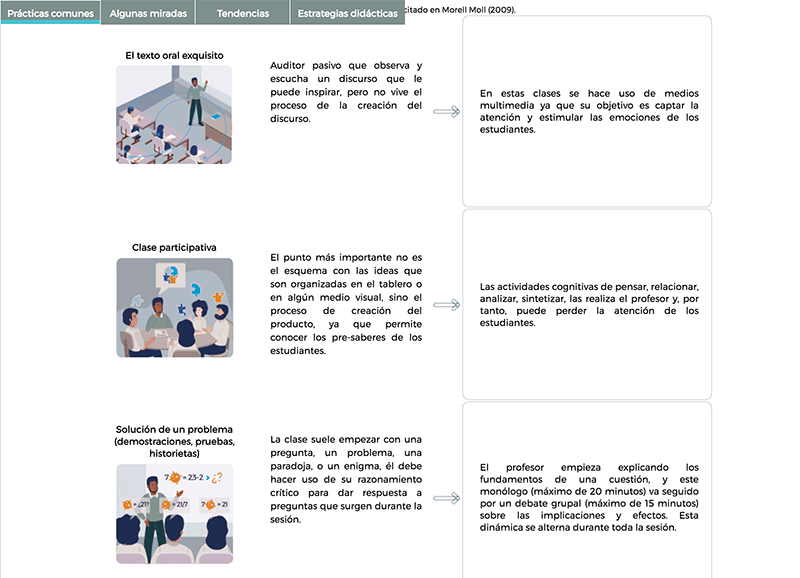 Prácticas comunes
Algunas miradas
Tendencias
Estrategias didácticas
citado en Morell Moll (2009).
El texto oral exquisito
Auditor pasivo que observa y
escucha un discurso que le
puede inspirar, pero no vive el
proceso de la creación del
discurso.
En estas clases se hace uso de medios
multimedia ya que su objetivo es captar la
atención y estimular las emociones de los
estudiantes.
Clase participativa
El punto más importante no es
el esquema con las ideas que
son organizadas en el tablero o
en algún medio visual, sino el
proceso de creación del
producto, ya que permite
conocer los pre-saberes de los
estudiantes.
Las actividades cognitivas de pensar, relacionar,
analizar, sintetizar, las realiza el profesor y, por
tanto, puede perder la atención de los
estudiantes.
Solución de un problema
(demostraciones, pruebas,
historietas)
7 = 23-2 > ¿?
= ¿21?
= 21/7
7 = 21
La clase suele empezar con una
pregunta, un problema, una
paradoja, o un enigma, él debe
hacer uso de su razonamiento
crítico para dar respuesta a
preguntas que surgen durante la
sesión.
El profesor empieza explicando los
fundamentos de una cuestión, y este
monólogo (máximo de 20 minutos) va seguido
por un debate grupal (máximo de 15 minutos)
sobre las implicaciones y efectos. Esta
dinámica se alterna durante toda la sesión.